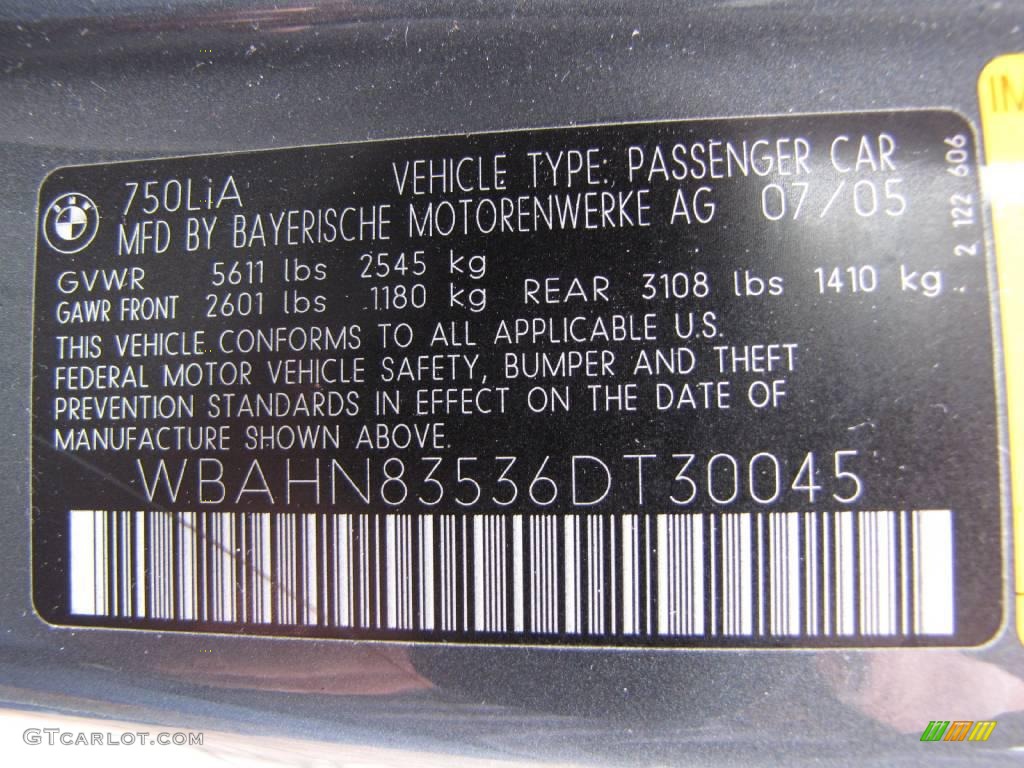 750LiA VEHICLE TYPE: PASSENGER CAR
MFD BY BAYERISCHE MOTORENWERKE AG 07/05
GVWR 5611 lbs 2545 kg
GAWR FRONT 2601 lbs 1180 kg REAR 3108 lbs 1410 kg
THIS VEHICLE CONFORMS TO ALL APPLICABLE U.S.
FEDERAL MOTOR VEHICLE SAFETY, BUMPER AND THEFT
PREVENTION STANDARDS IN EFFECT ON THE DATE OF
MANUFACTURE SHOWN ABOVE.
WBAHN83536DT30045
2 122 606
GTCarLot.com